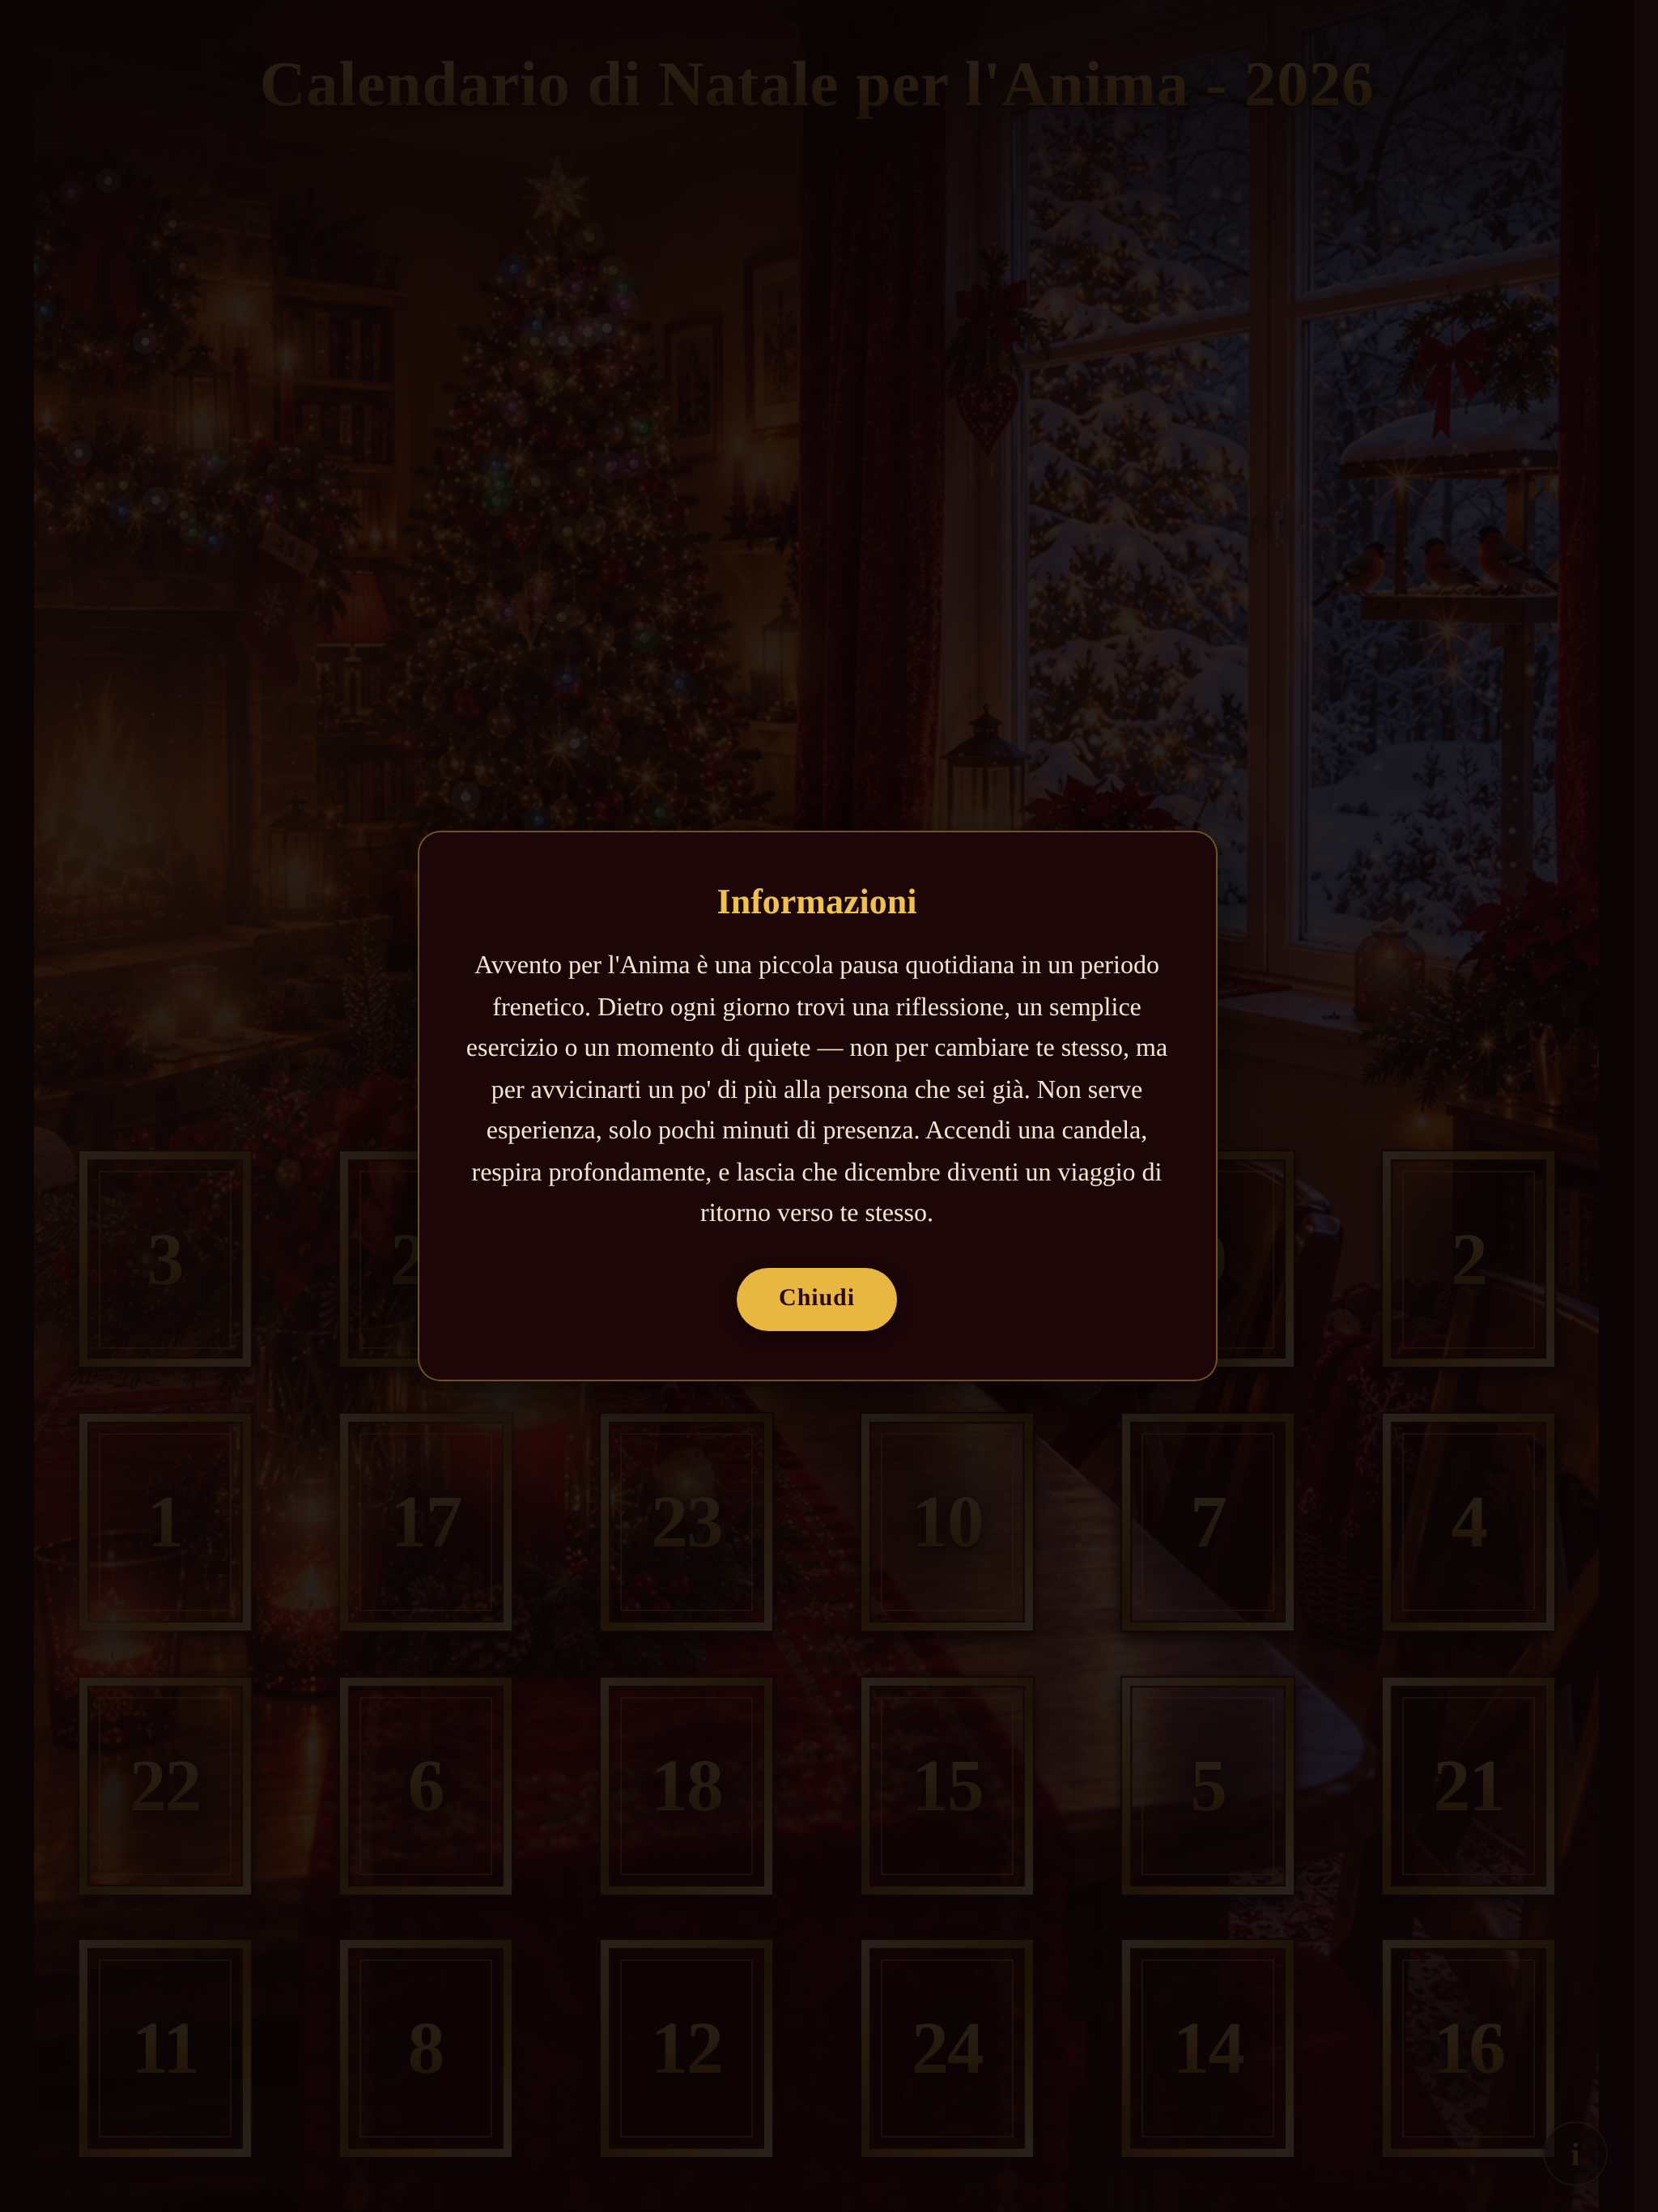 Calendario di Natale per l'Anima - 2026
Informazioni
Avvento per l'Anima è una piccola pausa quotidiana in un periodo
frenetico. Dietro ogni giorno trovi una riflessione, un semplice
esercizio o un momento di quiete — non per cambiare te stesso, ma
per avvicinarti un po' di più alla persona che sei già. Non serve
esperienza, solo pochi minuti di presenza. Accendi una candela,
respira profondamente, e lascia che dicembre diventi un viaggio di
ritorno verso te stesso.
Chiudi
3 2
1 17 23 10 7 4
22 6 18 15 5 21
11 8 12 24 14 16
i